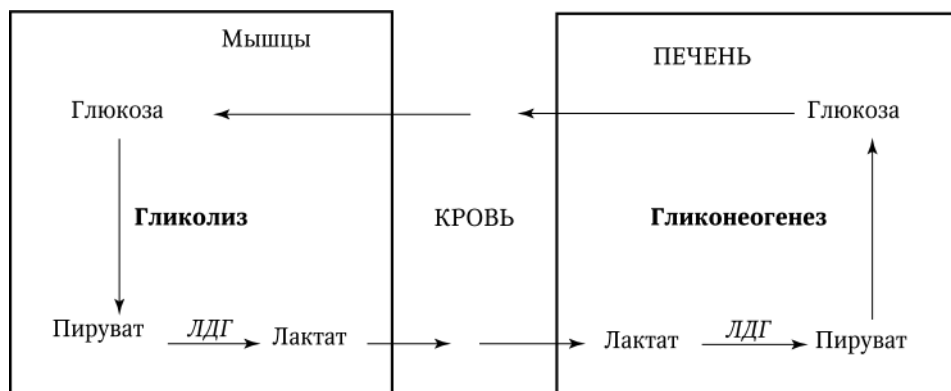 Мышцы
ПЕЧЕНЬ
Глюкоза
Глюкоза
Гликолиз
КРОВЬ
Гликонеогенез
Пируват
ЛДГ
Лактат
Лактат
ЛДГ
Пируват